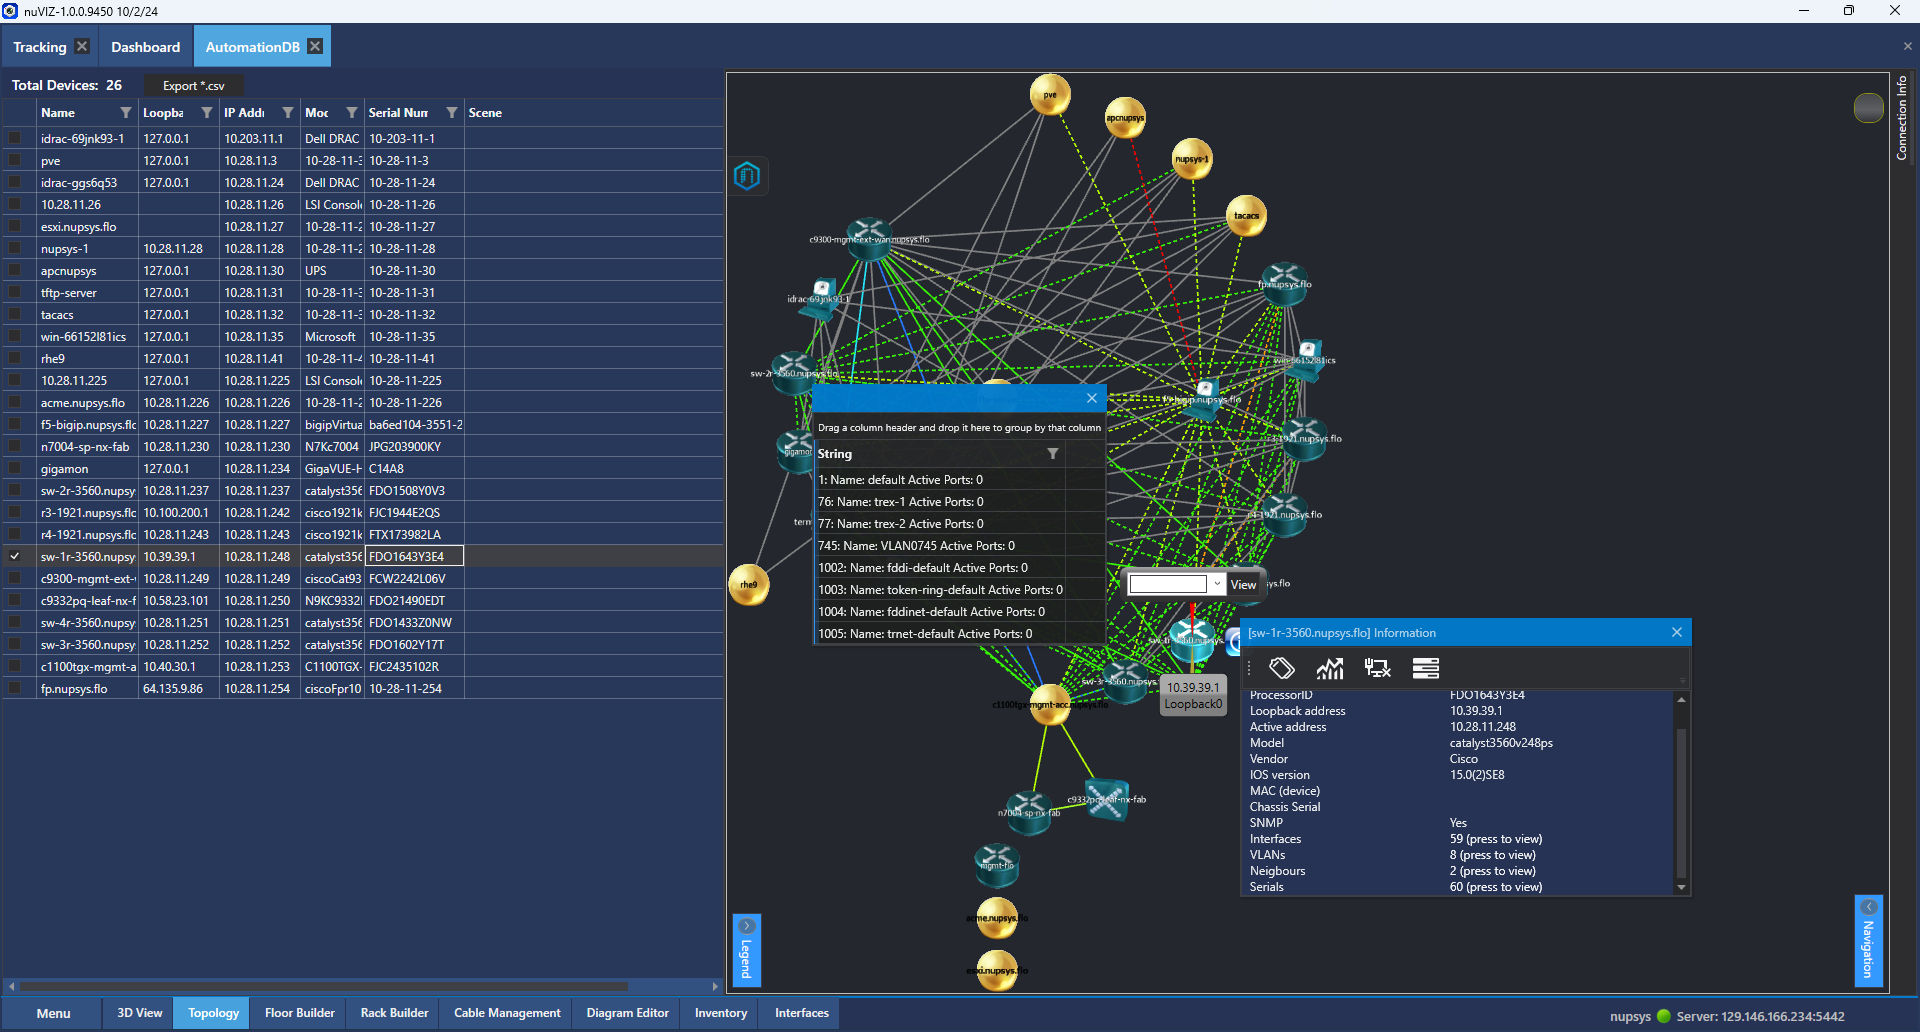 nuVIZ-1.0.0.9450 10/2/24
Tracking Dashboard AutomationDB
Total Devices: 26 Export *.csv
Name Loopba IP Addr Moc Serial Num Scene
idrac-69jnk93-1 127.0.0.1 10.203.11.1 Dell DRAC 10-203-11-1
pve 127.0.0.1 10.28.11.3 10-28-11-3 10-28-11-3
idrac-ggs6q53 127.0.0.1 10.28.11.24 Dell DRAC 10-28-11-24
10.28.11.26 10.28.11.26 LSI Consol 10-28-11-26
esxi.nupsys.flo 10.28.11.27 10-28-11-2 10-28-11-27
nupsys-1 10.28.11.28 10.28.11.28 10-28-11-2 10-28-11-28
apcnupsys 127.0.0.1 10.28.11.30 UPS 10-28-11-30
tftp-server 127.0.0.1 10.28.11.31 10-28-11-3 10-28-11-31
tacacs 127.0.0.1 10.28.11.32 10-28-11-3 10-28-11-32
win-66152l81ics 127.0.0.1 10.28.11.35 Microsoft 10-28-11-35
rhe9 127.0.0.1 10.28.11.41 10-28-11-4 10-28-11-41
10.28.11.225 127.0.0.1 10.28.11.225 LSI Consol 10-28-11-225
acme.nupsys.flo 10.28.11.226 10.28.11.226 10-28-11-2 10-28-11-226
f5-bigip.nupsys.flc 10.28.11.227 10.28.11.227 bigipVirtua ba6ed104-3551-2
n7004-sp-nx-fab 10.28.11.230 10.28.11.230 N7Kc7004 JPG203900KY
gigamon 127.0.0.1 10.28.11.234 GigaVUE-H C14A8
sw-2r-3560.nupsy 10.28.11.237 10.28.11.237 catalyst356 FDO1508Y0V3
r3-1921.nupsys.flc 10.100.200.1 10.28.11.242 cisco1921k FJC1944E2QS
r4-1921.nupsys.flc 10.28.11.243 10.28.11.243 cisco1921k FTX173982LA
sw-1r-3560.nupsy 10.39.39.1 10.28.11.248 catalyst356 FDO1643Y3E4
c9300-mgmt-ext- 10.28.11.249 10.28.11.249 ciscoCat93 FCW2242L06V
c9332pq-leaf-nx-f 10.58.23.101 10.28.11.250 N9KC9332 FDO21490EDT
sw-4r-3560.nupsy 10.28.11.251 10.28.11.251 catalyst356 FDO1433Z0NW
sw-3r-3560.nupsy 10.28.11.252 10.28.11.252 catalyst356 FDO1602Y17T
c1100tgx-mgmt-a 10.40.30.1 10.28.11.253 C1100TGX- FJC2435102R
fp.nupsys.flo 64.135.9.86 10.28.11.254 ciscoFpr10 10-28-11-254
pve
apcnupsys
nupsys-1
tacacs
c9300-mgmt-ext-wan.nupsys.flo
fp.nupsys.flo
idrac-69jnk93-1
win-66152l81ics
sw-2r-3560.nupsys.flo
r3-1921.nupsys.flo
gigamon
r4-1921.nupsys.flo
rhe9
Drag a column header and drop it here to group by that column
String
1: Name: default Active Ports: 0
76: Name: trex-1 Active Ports: 0
77: Name: trex-2 Active Ports: 0
745: Name: VLAN0745 Active Ports: 0
1002: Name: fddi-default Active Ports: 0
1003: Name: token-ring-default Active Ports: 0
1004: Name: fddinet-default Active Ports: 0
1005: Name: trnet-default Active Ports: 0
View
sys.flo
sw-3r-3560.nupsys
10.39.39.1
Loopback0
c1100tgx-mgmt-acc.nupsys.flo
c9332pq-leaf-nx-fab
n7004-sp-nx-fab
mgmt-flo
acme.nupsys.flo
esxi.nupsys.flo
[sw-1r-3560.nupsys.flo] Information
ProcessorID FDO1643Y3E4
Loopback address 10.39.39.1
Active address 10.28.11.248
Model catalyst3560v248ps
Vendor Cisco
IOS version 15.0(2)SE8
MAC (device)
Chassis Serial
SNMP Yes
Interfaces 59 (press to view)
VLANs 8 (press to view)
Neigbours 2 (press to view)
Serials 60 (press to view)
Connection Info
Legend
Navigation
Menu 3D View Topology Floor Builder Rack Builder Cable Management Diagram Editor Inventory Interfaces
nupsys Server: 129.146.166.234:5442